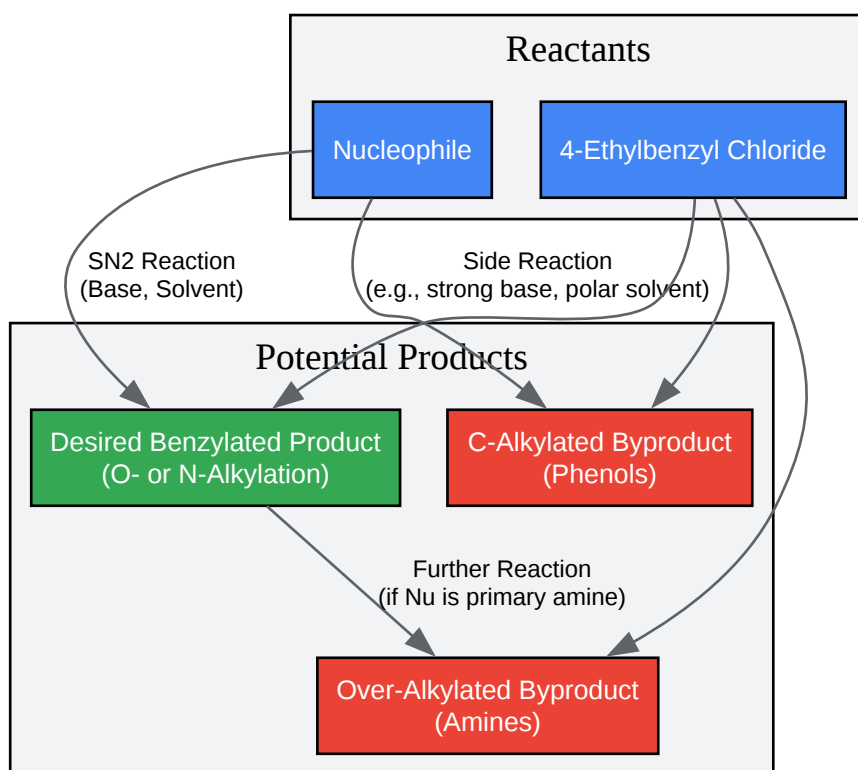 Reactants
Nucleophile
4-Ethylbenzyl Chloride
SN2 Reaction
(Base, Solvent)
Side Reaction
(e.g., strong base, polar solvent)
Potential Products
Desired Benzylated Product
(O- or N-Alkylation)
C-Alkylated Byproduct
(Phenols)
Further Reaction
(if Nu is primary amine)
Over-Alkylated Byproduct
(Amines)